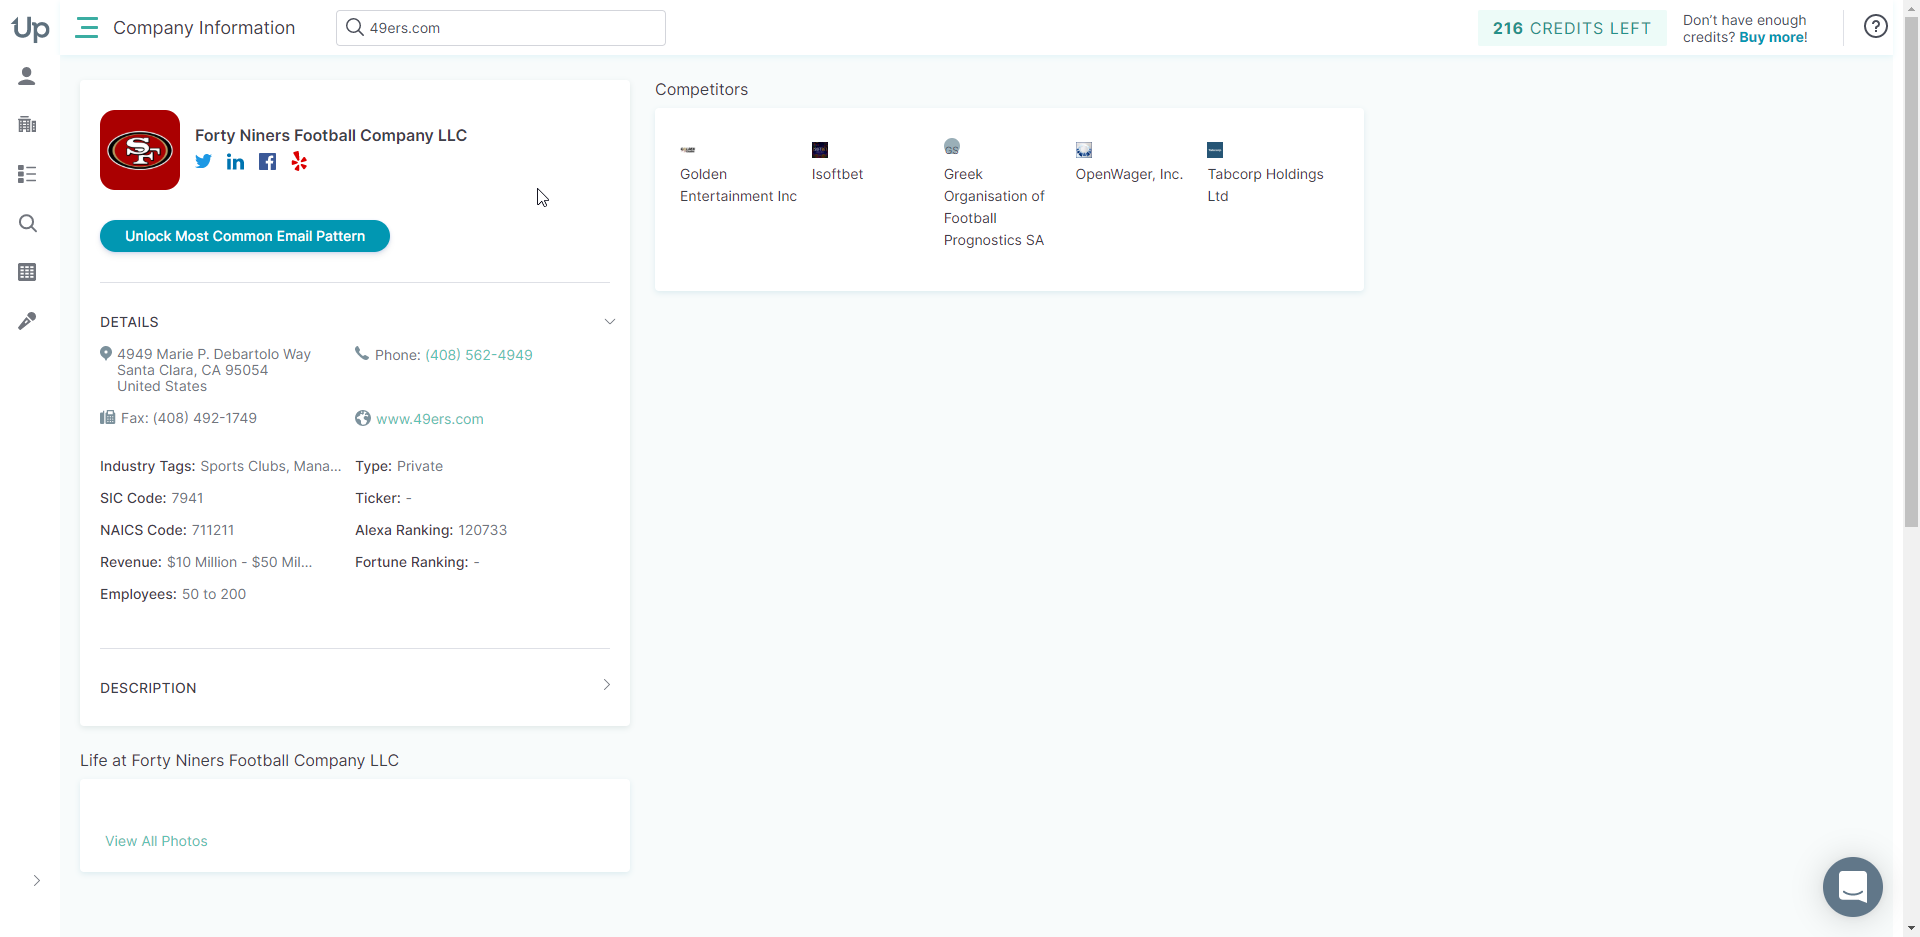 Up
Company Information
49ers.com
216 CREDITS LEFT
Don't have enough
credits? Buy more!
Forty Niners Football Company LLC
Unlock Most Common Email Pattern
DETAILS
4949 Marie P. Debartolo Way
Santa Clara, CA 95054
United States
Phone: (408) 562-4949
Fax: (408) 492-1749
www.49ers.com
Industry Tags: Sports Clubs, Mana...
Type: Private
SIC Code: 7941
Ticker: -
NAICS Code: 711211
Alexa Ranking: 120733
Revenue: $10 Million - $50 Mil...
Fortune Ranking: -
Employees: 50 to 200
DESCRIPTION
Life at Forty Niners Football Company LLC
View All Photos
Competitors
Golden
Entertainment Inc
Isoftbet
GS
Greek
Organisation of
Football
Prognostics SA
OpenWager, Inc.
Tabcorp Holdings
Ltd